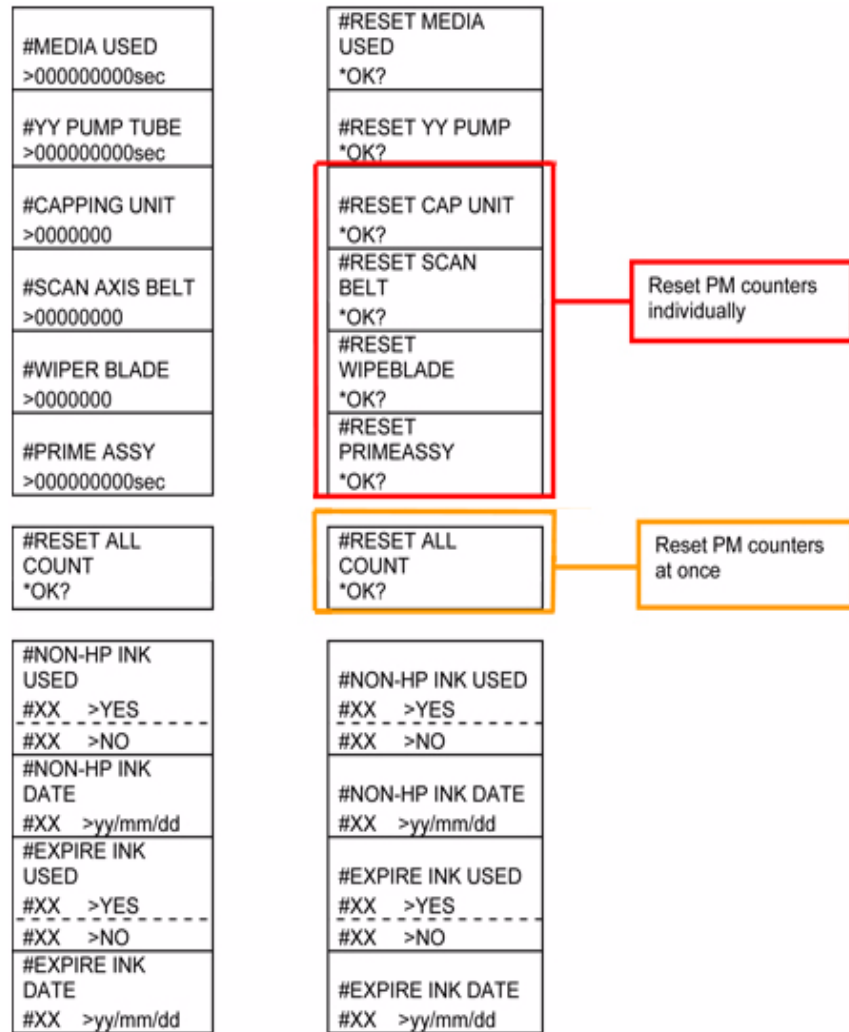 #MEDIA USED
>000000000sec
#YY PUMP TUBE
>000000000sec
#CAPPING UNIT
>0000000
#SCAN AXIS BELT
>00000000
#WIPER BLADE
>0000000
#PRIME ASSY
>000000000sec
#RESET ALL
COUNT
*OK?
#NON-HP INK
USED
#XX >YES
#XX >NO
#NON-HP INK
DATE
#XX >yy/mm/dd
#EXPIRE INK
USED
#XX >YES
#XX >NO
#EXPIRE INK
DATE
#XX >yy/mm/dd
#RESET MEDIA
USED
*OK?
#RESET YY PUMP
*OK?
#RESET CAP UNIT
*OK?
#RESET SCAN
BELT
*OK?
#RESET
WIPEBLADE
*OK?
#RESET
PRIMEASSY
*OK?
#RESET ALL
COUNT
*OK?
#NON-HP INK USED
#XX >YES
#XX >NO
#NON-HP INK DATE
#XX >yy/mm/dd
#EXPIRE INK USED
#XX >YES
#XX >NO
#EXPIRE INK DATE
#XX >yy/mm/dd
Reset PM counters
individually
Reset PM counters
at once